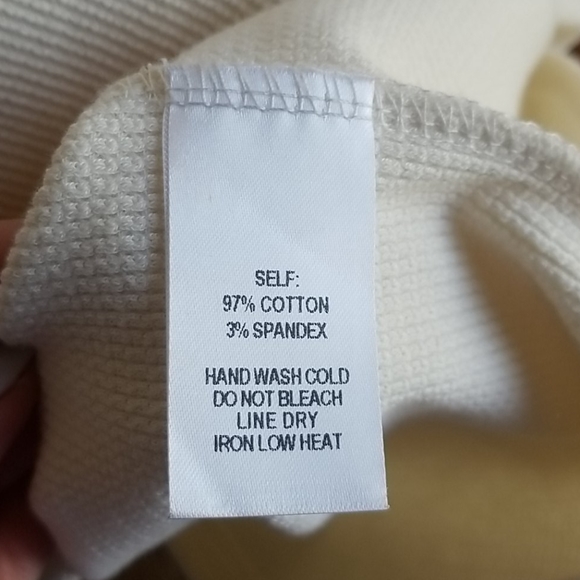 SELF:
97% COTTON
3% SPANDEX
HAND WASH COLD
DO NOT BLEACH
LINE DRY
IRON LOW HEAT